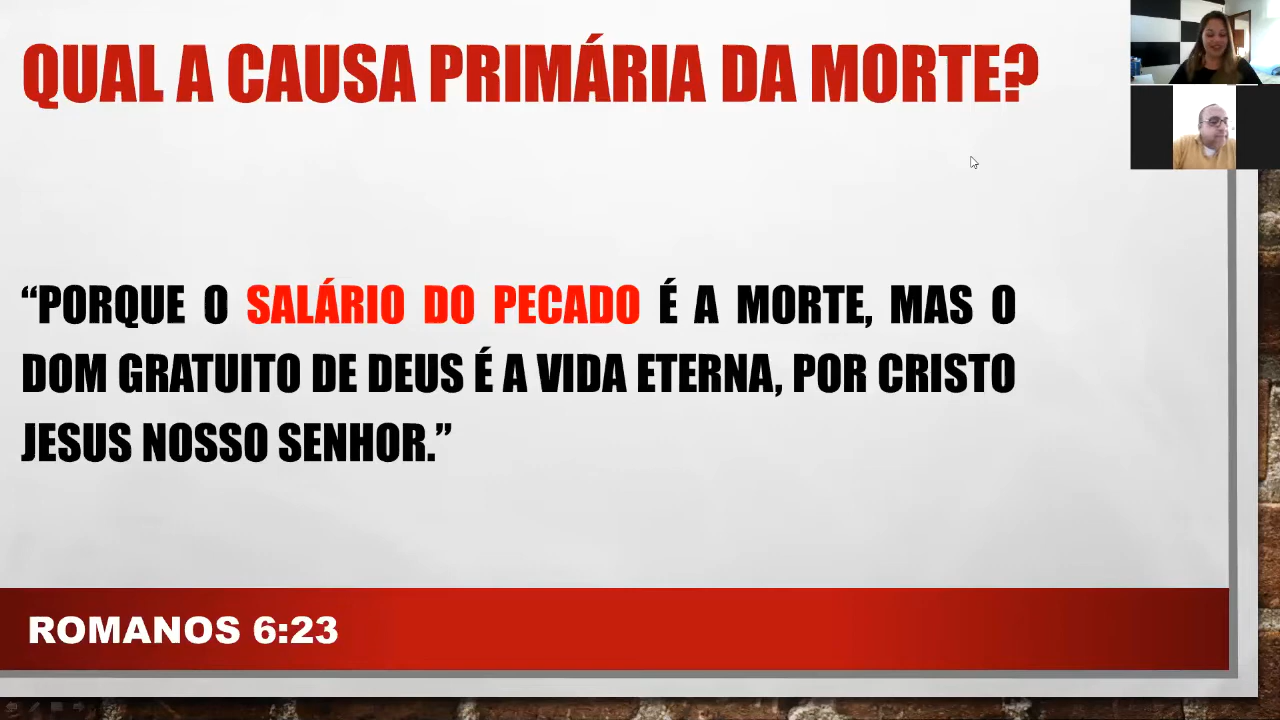 QUAL A CAUSA PRIMÁRIA DA MORTE?
“PORQUE O SALÁRIO DO PECADO É A MORTE, MAS O
DOM GRATUITO DE DEUS É A VIDA ETERNA, POR CRISTO
JESUS NOSSO SENHOR.”
ROMANOS 6:23